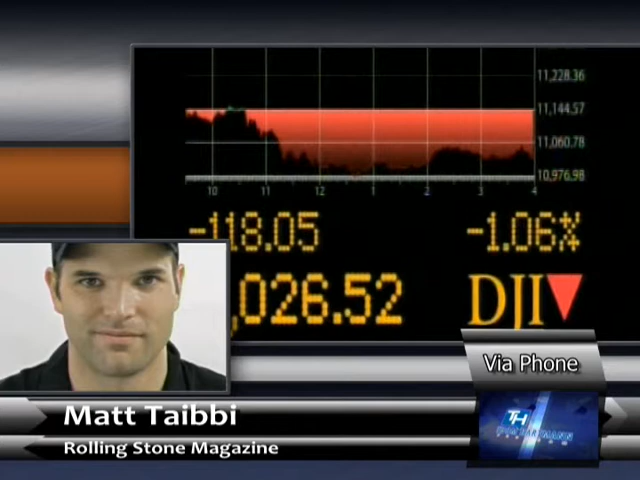 11,228.36
11,144.57
11,060.78
10,976.98
10 11 12 1 2 3 4
-118.05 -1.06%
,026.52 DJI
Via Phone
Matt Taibbi
TH
Rolling Stone Magazine